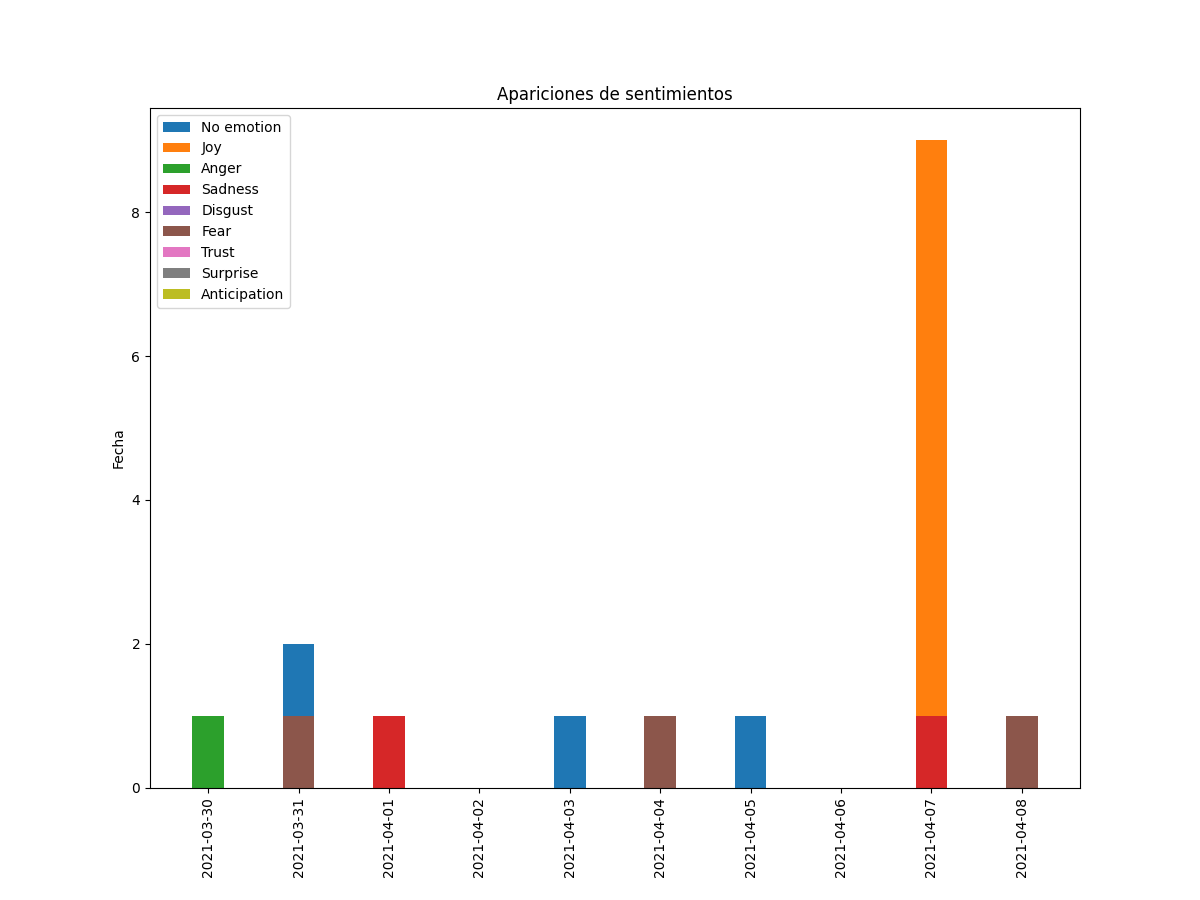 Apariciones de sentimientos
No emotion
Joy
Anger
Sadness
Disgust
Fear
Trust
Surprise
Anticipation
8
6
4
2
0
Fecha
2021-03-30
2021-03-31
2021-04-01
2021-04-02
2021-04-03
2021-04-04
2021-04-05
2021-04-06
2021-04-07
2021-04-08